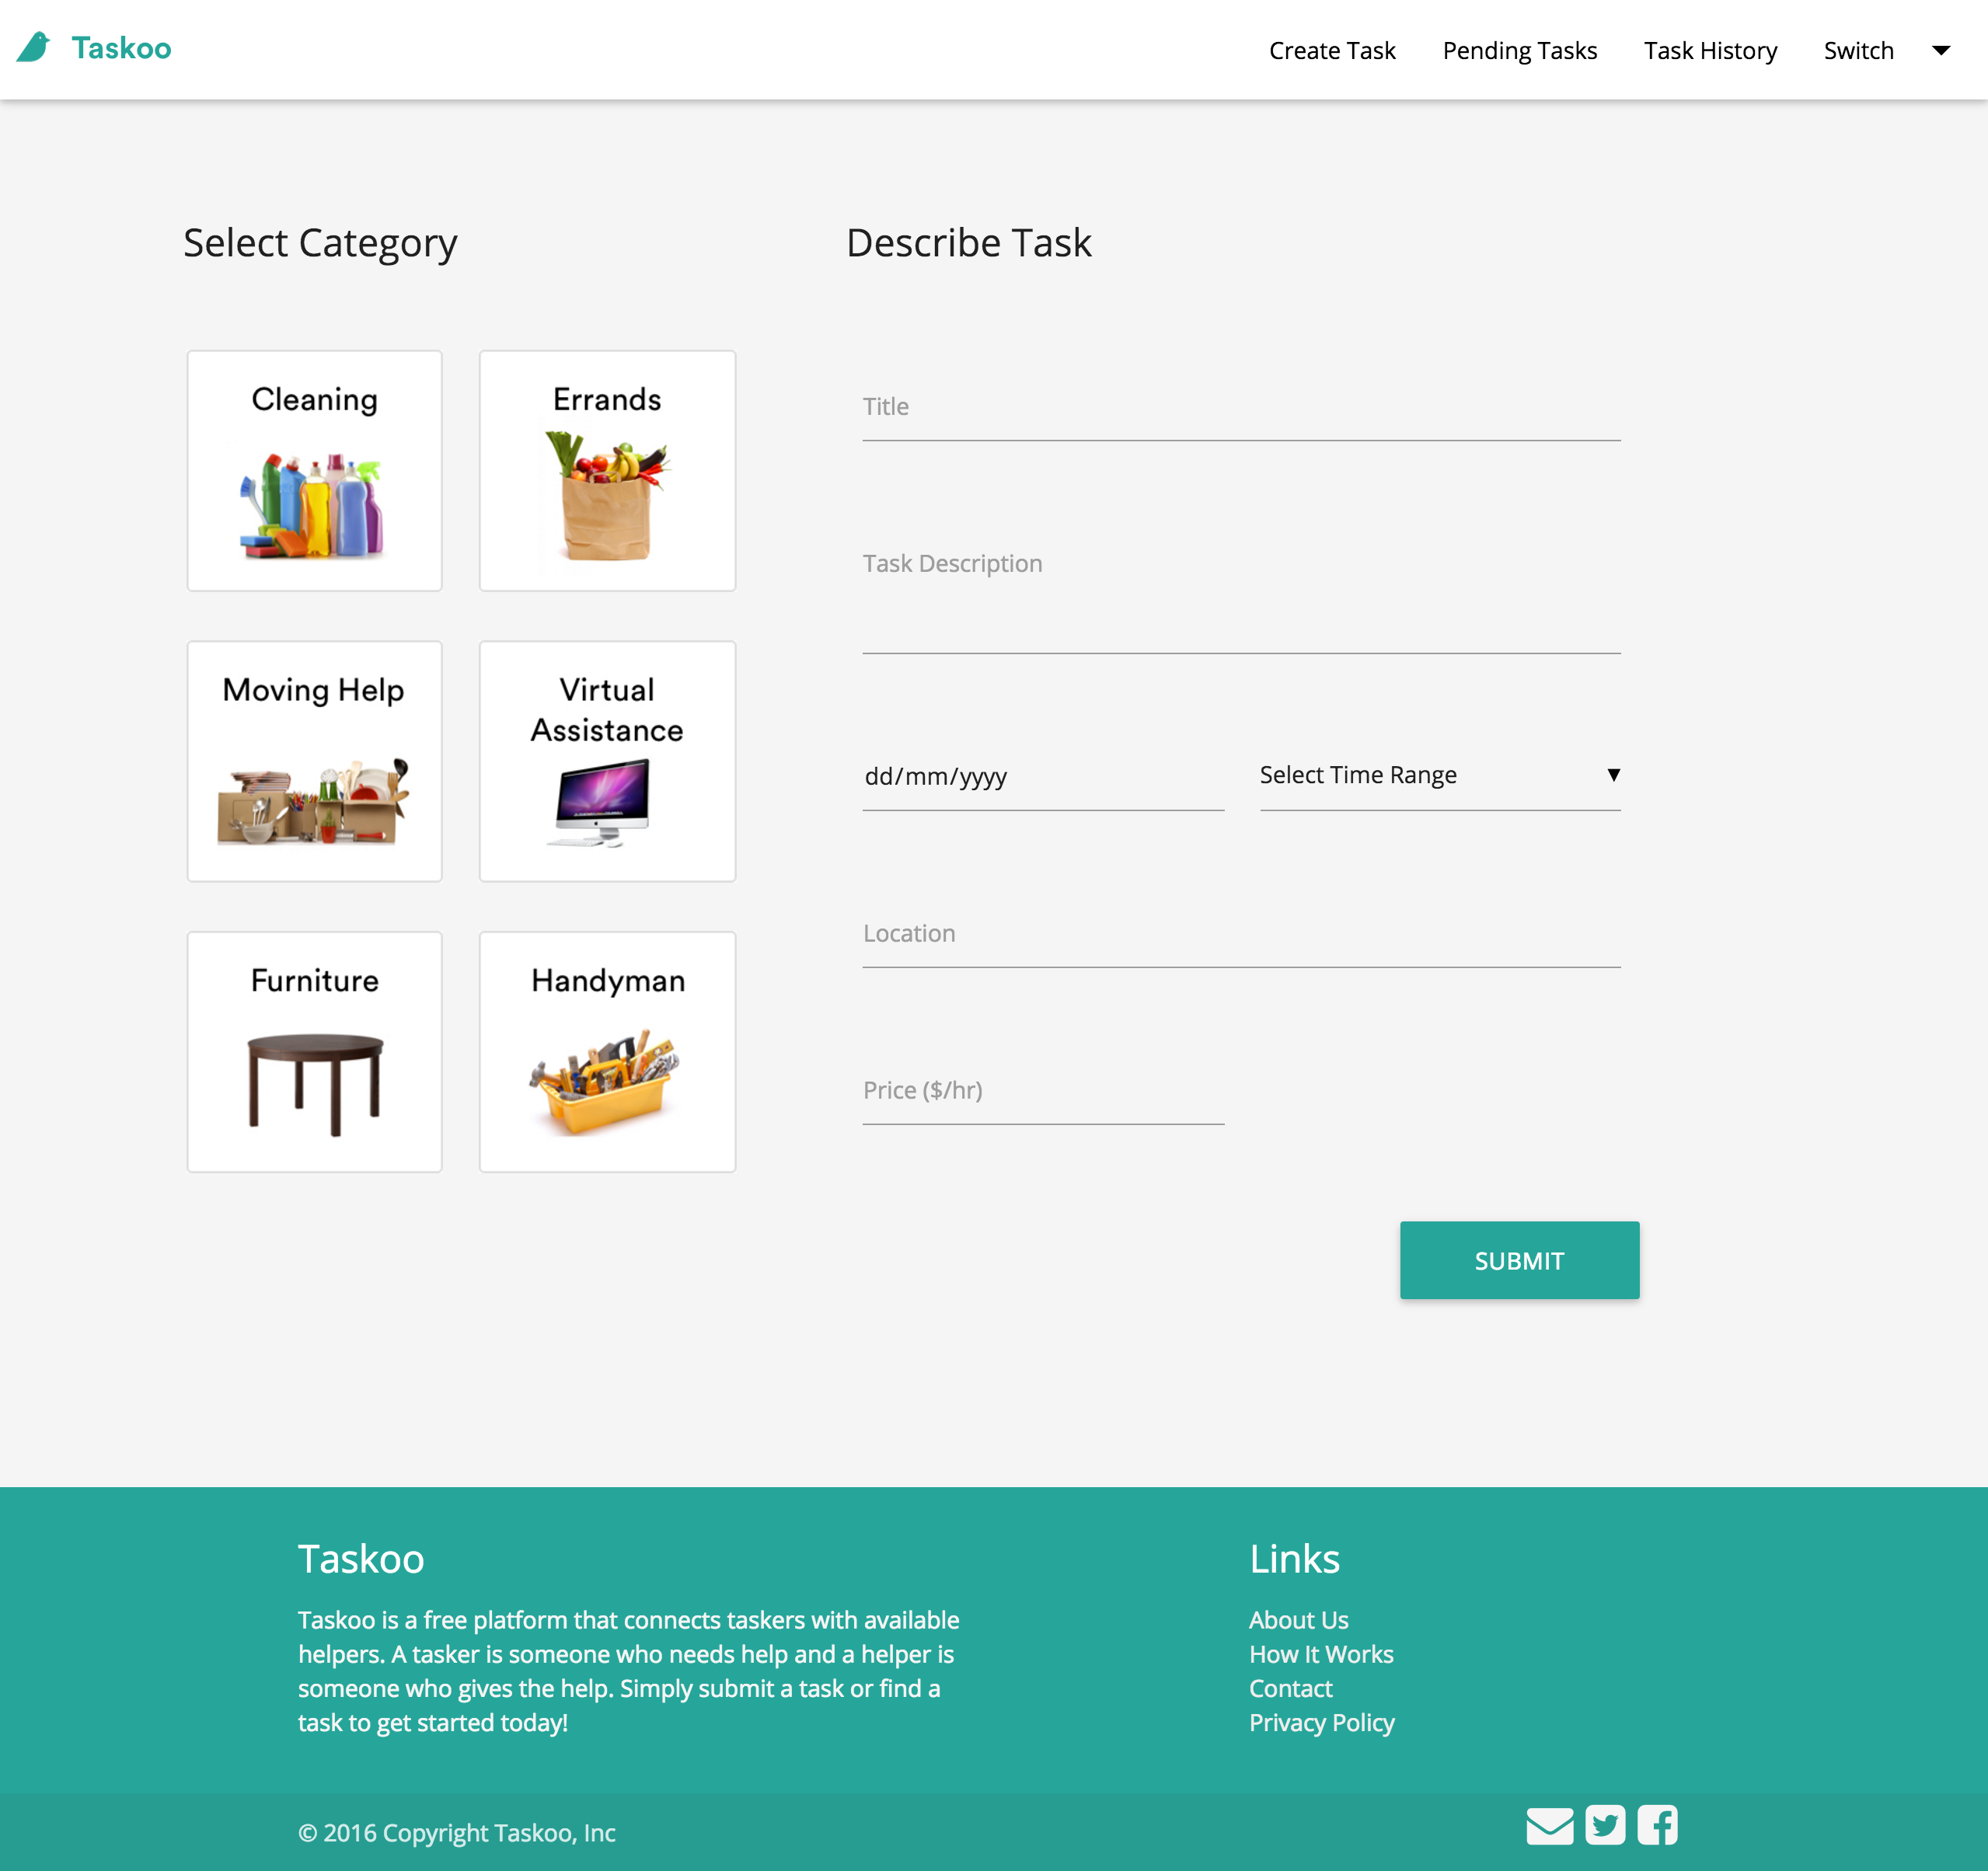 Taskoo
Create Task
Pending Tasks
Task History
Switch
Select Category
Describe Task
Cleaning
Errands
Moving Help
Virtual
Assistance
Furniture
Handyman
Title
Task Description
dd/mm/yyyy
Select Time Range
Location
Price ($/hr)
SUBMIT
Taskoo
Taskoo is a free platform that connects taskers with available
helpers. A tasker is someone who needs help and a helper is
someone who gives the help. Simply submit a task or find a
task to get started today!
Links
About Us
How It Works
Contact
Privacy Policy
© 2016 Copyright Taskoo, Inc